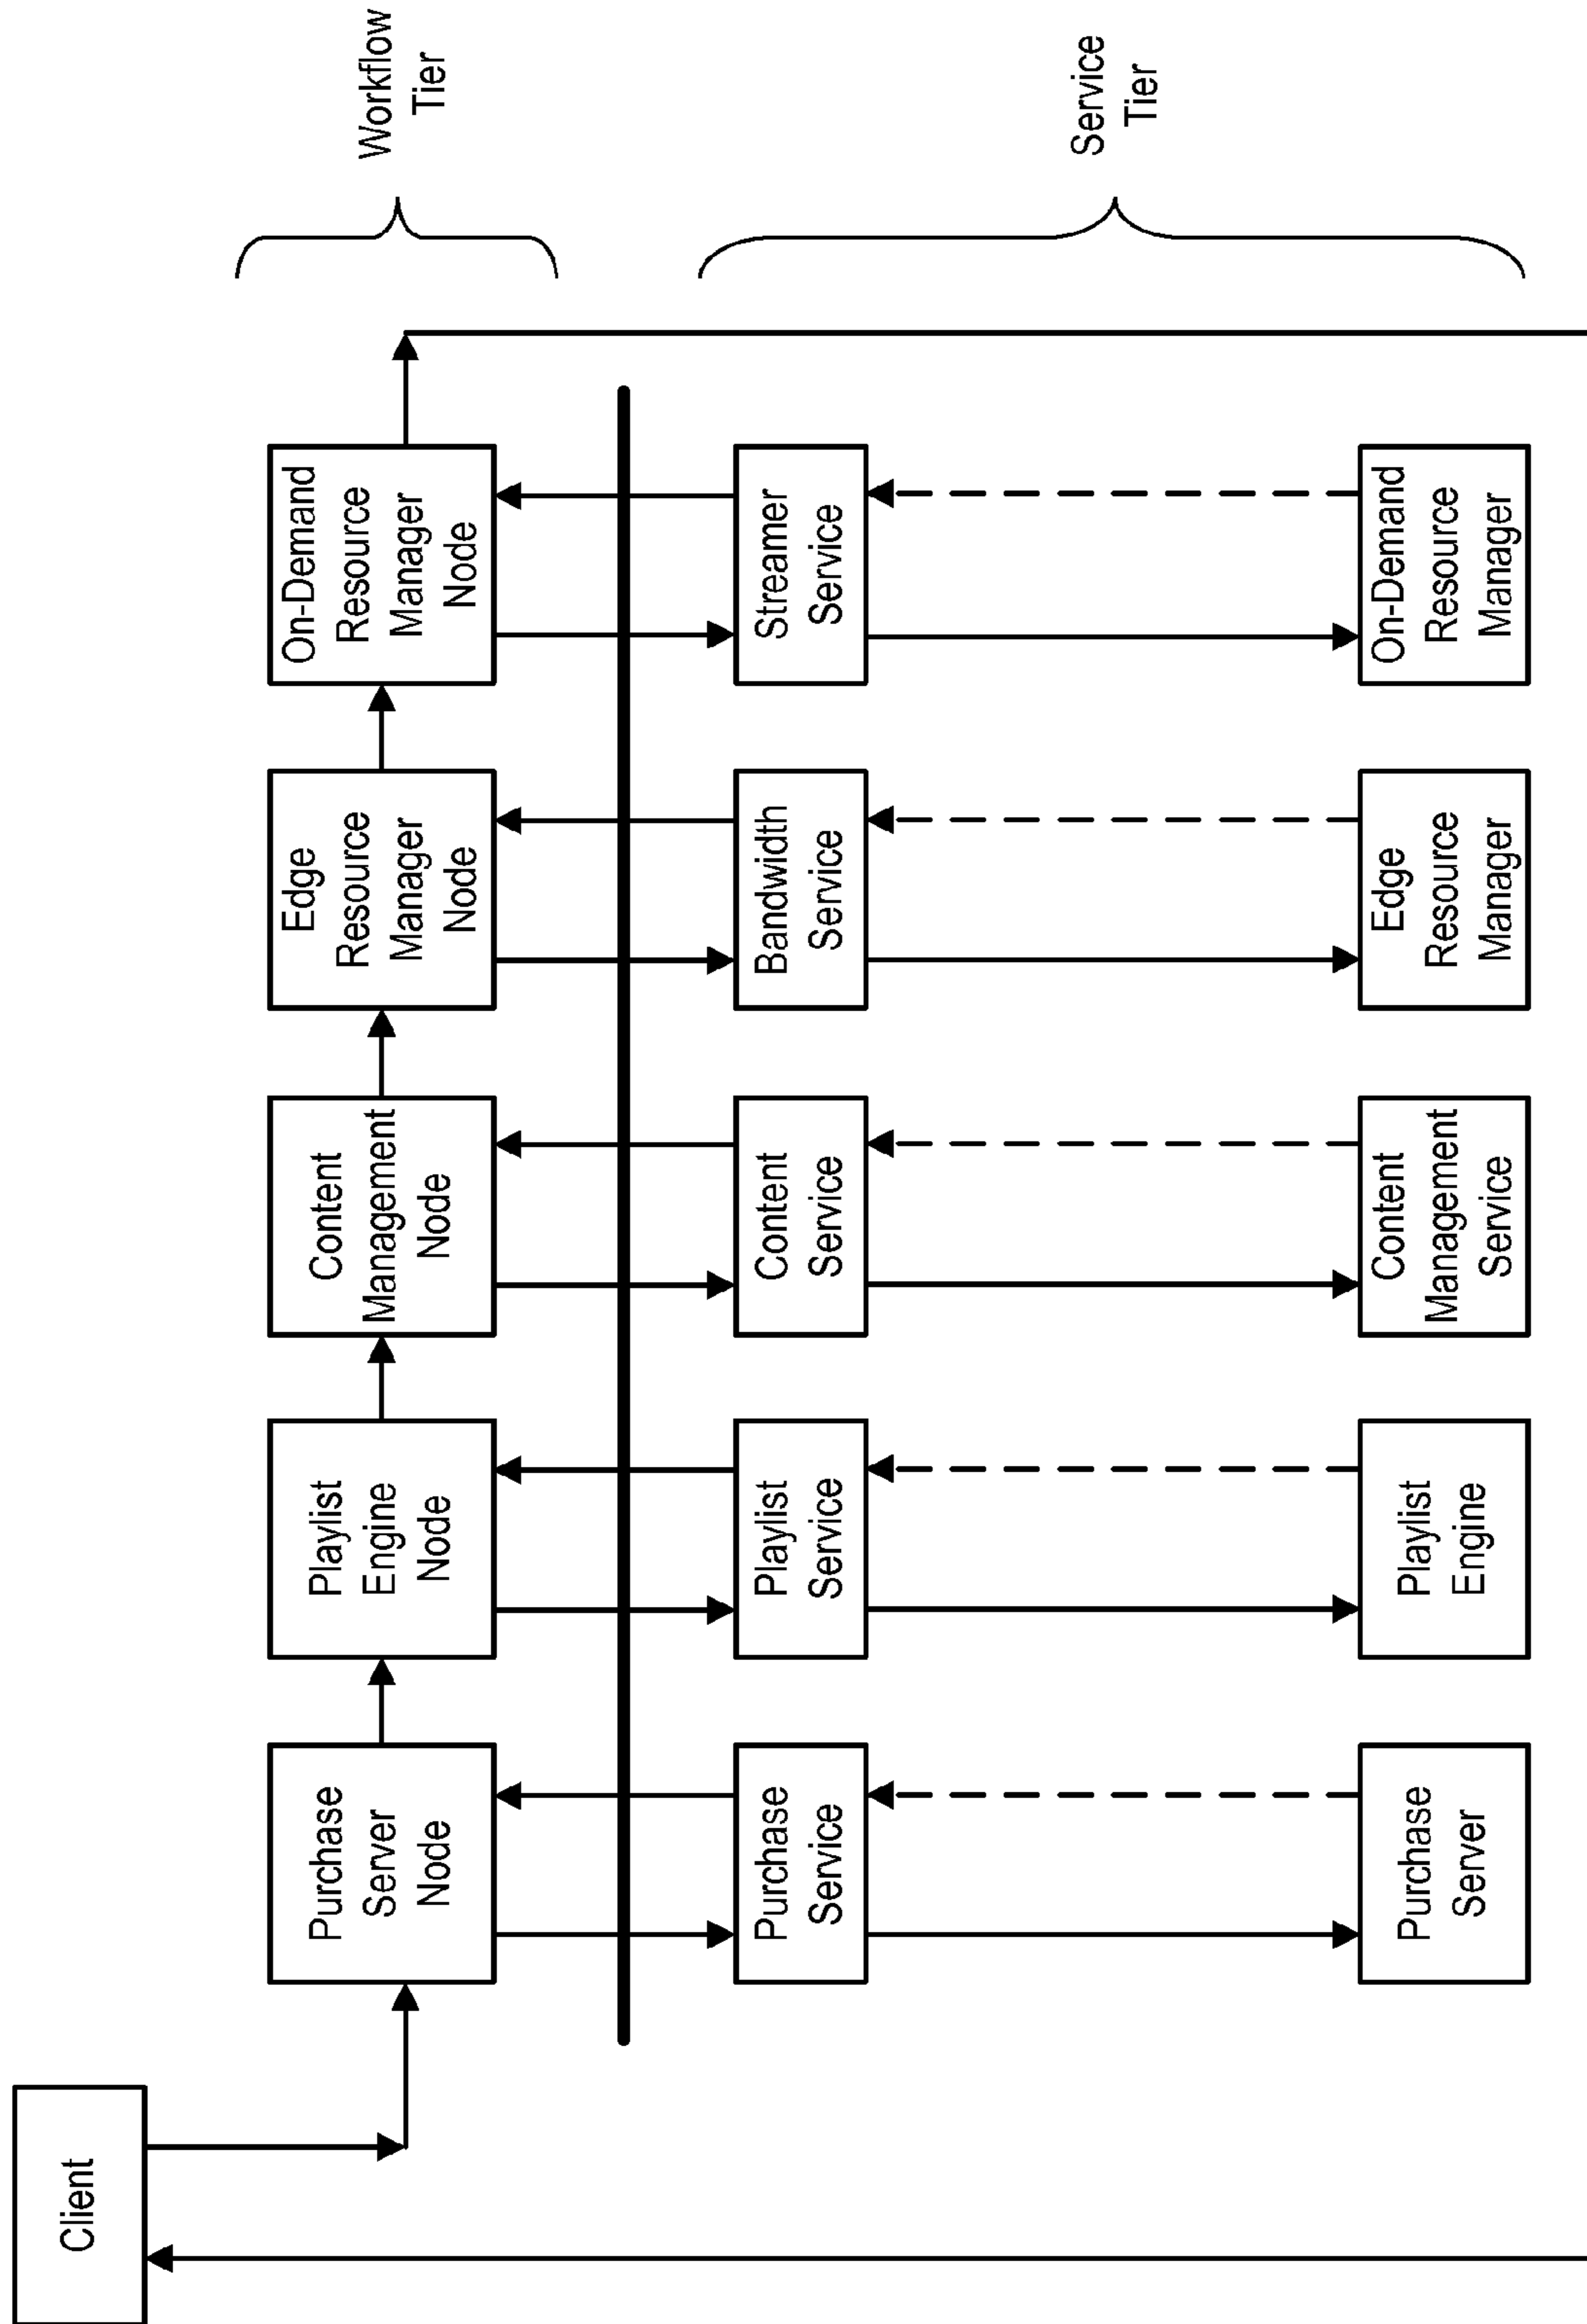 Client
Purchase
Server
Node
Playlist
Engine
Node
Content
Management
Node
Edge
Resource
Manager
Node
On-Demand
Resource
Manager
Node
Workflow
Tier
Purchase
Service
Playlist
Service
Content
Service
Bandwidth
Service
Streamer
Service
Service
Tier
Purchase
Server
Playlist
Engine
Content
Management
Service
Edge
Resource
Manager
On-Demand
Resource
Manager